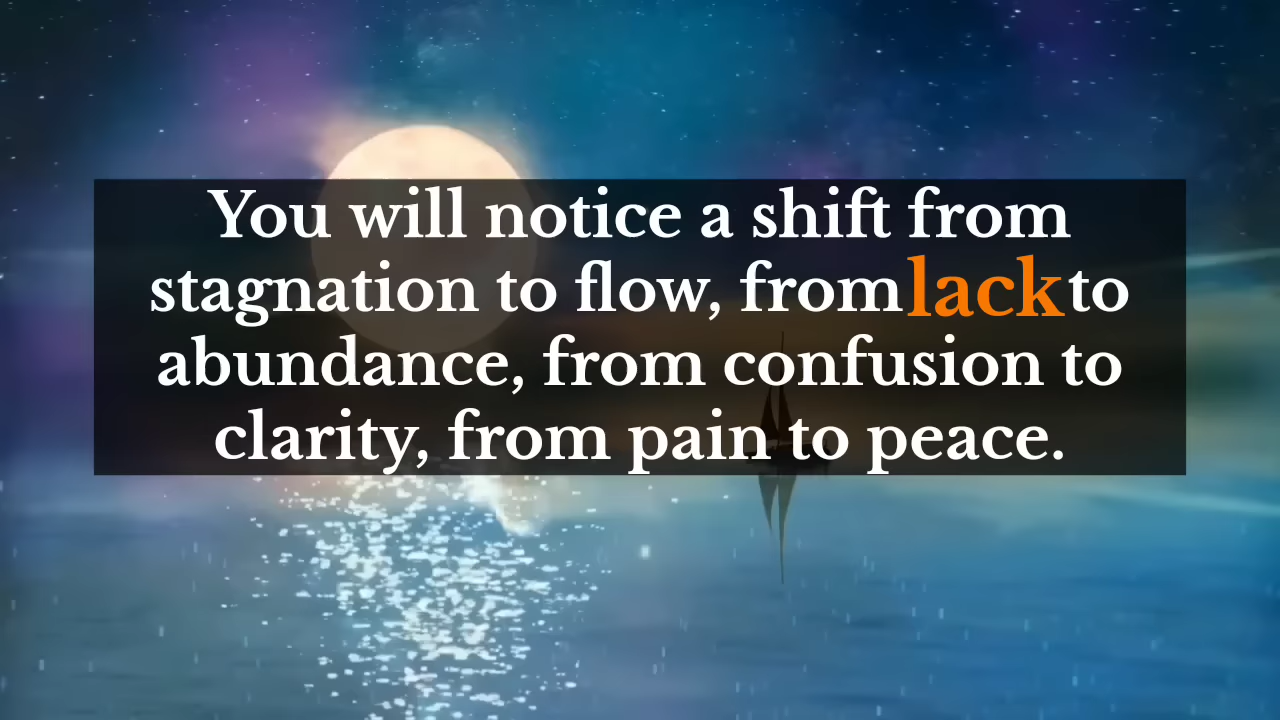 You will notice a shift from
stagnation to flow, from lack to
abundance, from confusion to
clarity, from pain to peace.